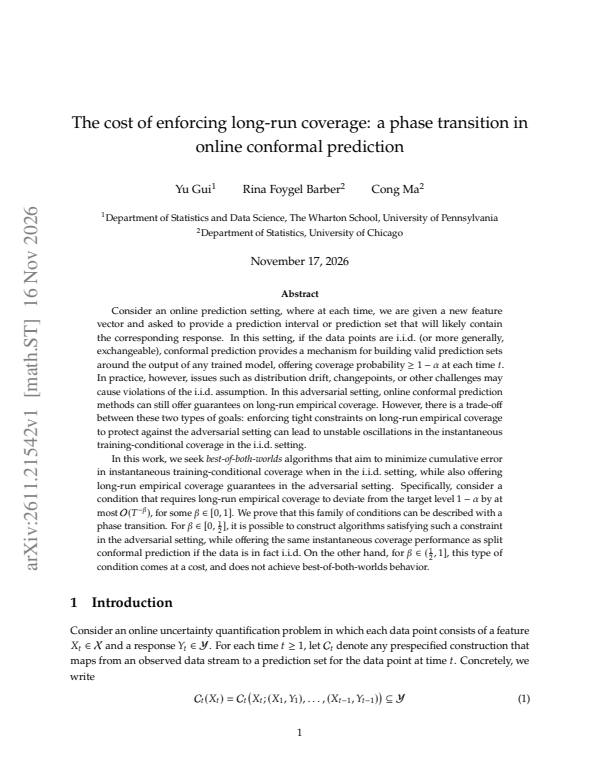 The cost of enforcing long-run coverage: a phase transition in
online conformal prediction
Yu Gui¹ Rina Foygel Barber² Cong Ma²
¹Department of Statistics and Data Science, The Wharton School, University of Pennsylvania
²Department of Statistics, University of Chicago
November 17, 2026
Abstract
Consider an online prediction setting, where at each time, we are given a new feature
vector and asked to provide a prediction interval or prediction set that will likely contain
the corresponding response. In this setting, if the data points are i.i.d. (or more generally,
exchangeable), conformal prediction provides a mechanism for building valid prediction sets
around the output of any trained model, offering coverage probability ≥ 1 − α at each time t.
In practice, however, issues such as distribution drift, changepoints, or other challenges may
cause violations of the i.i.d. assumption. In this adversarial setting, online conformal prediction
methods can still offer guarantees on long-run empirical coverage. However, there is a trade-off
between these two types of goals: enforcing tight constraints on long-run empirical coverage
to protect against the adversarial setting can lead to unstable oscillations in the instantaneous
training-conditional coverage in the i.i.d. setting.
In this work, we seek best-of-both-worlds algorithms that aim to minimize cumulative error
in instantaneous training-conditional coverage when in the i.i.d. setting, while also offering
long-run empirical coverage guarantees in the adversarial setting. Specifically, consider a
condition that requires long-run empirical coverage to deviate from the target level 1 − α by at
most O(T^{−β}), for some β ∈ [0, 1]. We prove that this family of conditions can be described with a
phase transition. For β ∈ [0, ½], it is possible to construct algorithms satisfying such a constraint
in the adversarial setting, while offering the same instantaneous coverage performance as split
conformal prediction if the data is in fact i.i.d. On the other hand, for β ∈ (½, 1], this type of
condition comes at a cost, and does not achieve best-of-both-worlds behavior.
1 Introduction
Consider an online uncertainty quantification problem in which each data point consists of a feature
X_t ∈ 𝒳 and a response Y_t ∈ 𝒴. For each time t ≥ 1, let 𝒞_t denote any prespecified construction that
maps from an observed data stream to a prediction set for the data point at time t. Concretely, we
write
𝒞_t(X_t) = 𝒞_t(X_t; (X_1, Y_1), . . . , (X_{t−1}, Y_{t−1})) ⊆ 𝒴 (1)
1
arXiv:2611.21542v1 [math.ST] 16 Nov 2026